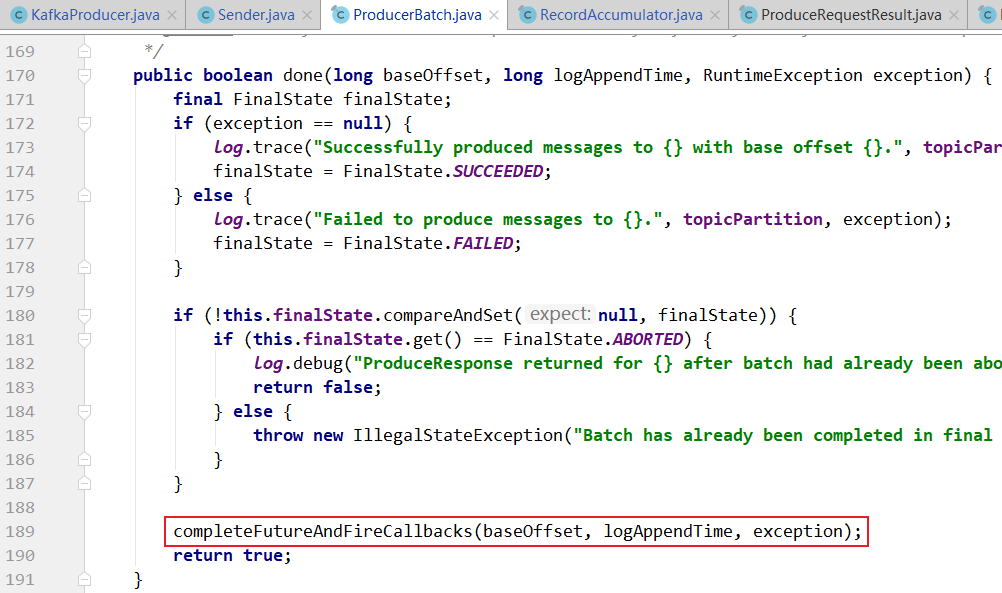 KafkaProducer.java Sender.java ProducerBatch.java RecordAccumulator.java ProduceRequestResult.java
169 */
170 public boolean done(long baseOffset, long logAppendTime, RuntimeException exception) {
171 final FinalState finalState;
172 if (exception == null) {
173 log.trace("Successfully produced messages to {} with base offset {}.", topicPar
174 finalState = FinalState.SUCCEEDED;
175 } else {
176 log.trace("Failed to produce messages to {}.", topicPartition, exception);
177 finalState = FinalState.FAILED;
178 }
179
180 if (!this.finalState.compareAndSet( expect: null, finalState)) {
181 if (this.finalState.get() == FinalState.ABORTED) {
182 log.debug("ProduceResponse returned for {} after batch had already been abo
183 return false;
184 } else {
185 throw new IllegalStateException("Batch has already been completed in final
186 }
187 }
188
189 completeFutureAndFireCallbacks(baseOffset, logAppendTime, exception);
190 return true;
191 }